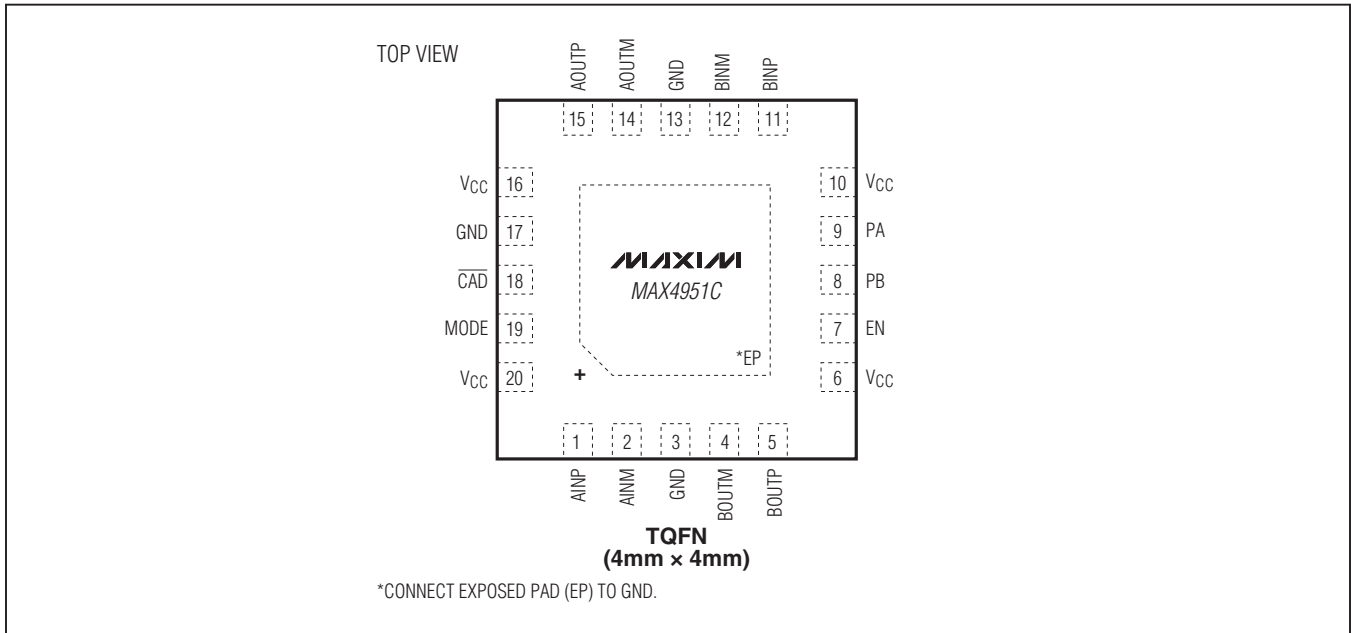 TOP VIEW
AOUTP
AOUTM
GND
BINM
BINP
15 14 13 12 11
VCC 16
10 VCC
GND 17
9 PA
CAD 18
8 PB
MODE 19
7 EN
VCC 20
6 VCC
MAXIM
MAX4951C
*EP
+
1 2 3 4 5
AINP
AINM
GND
BOUTM
BOUTP
TQFN
(4mm × 4mm)
*CONNECT EXPOSED PAD (EP) TO GND.